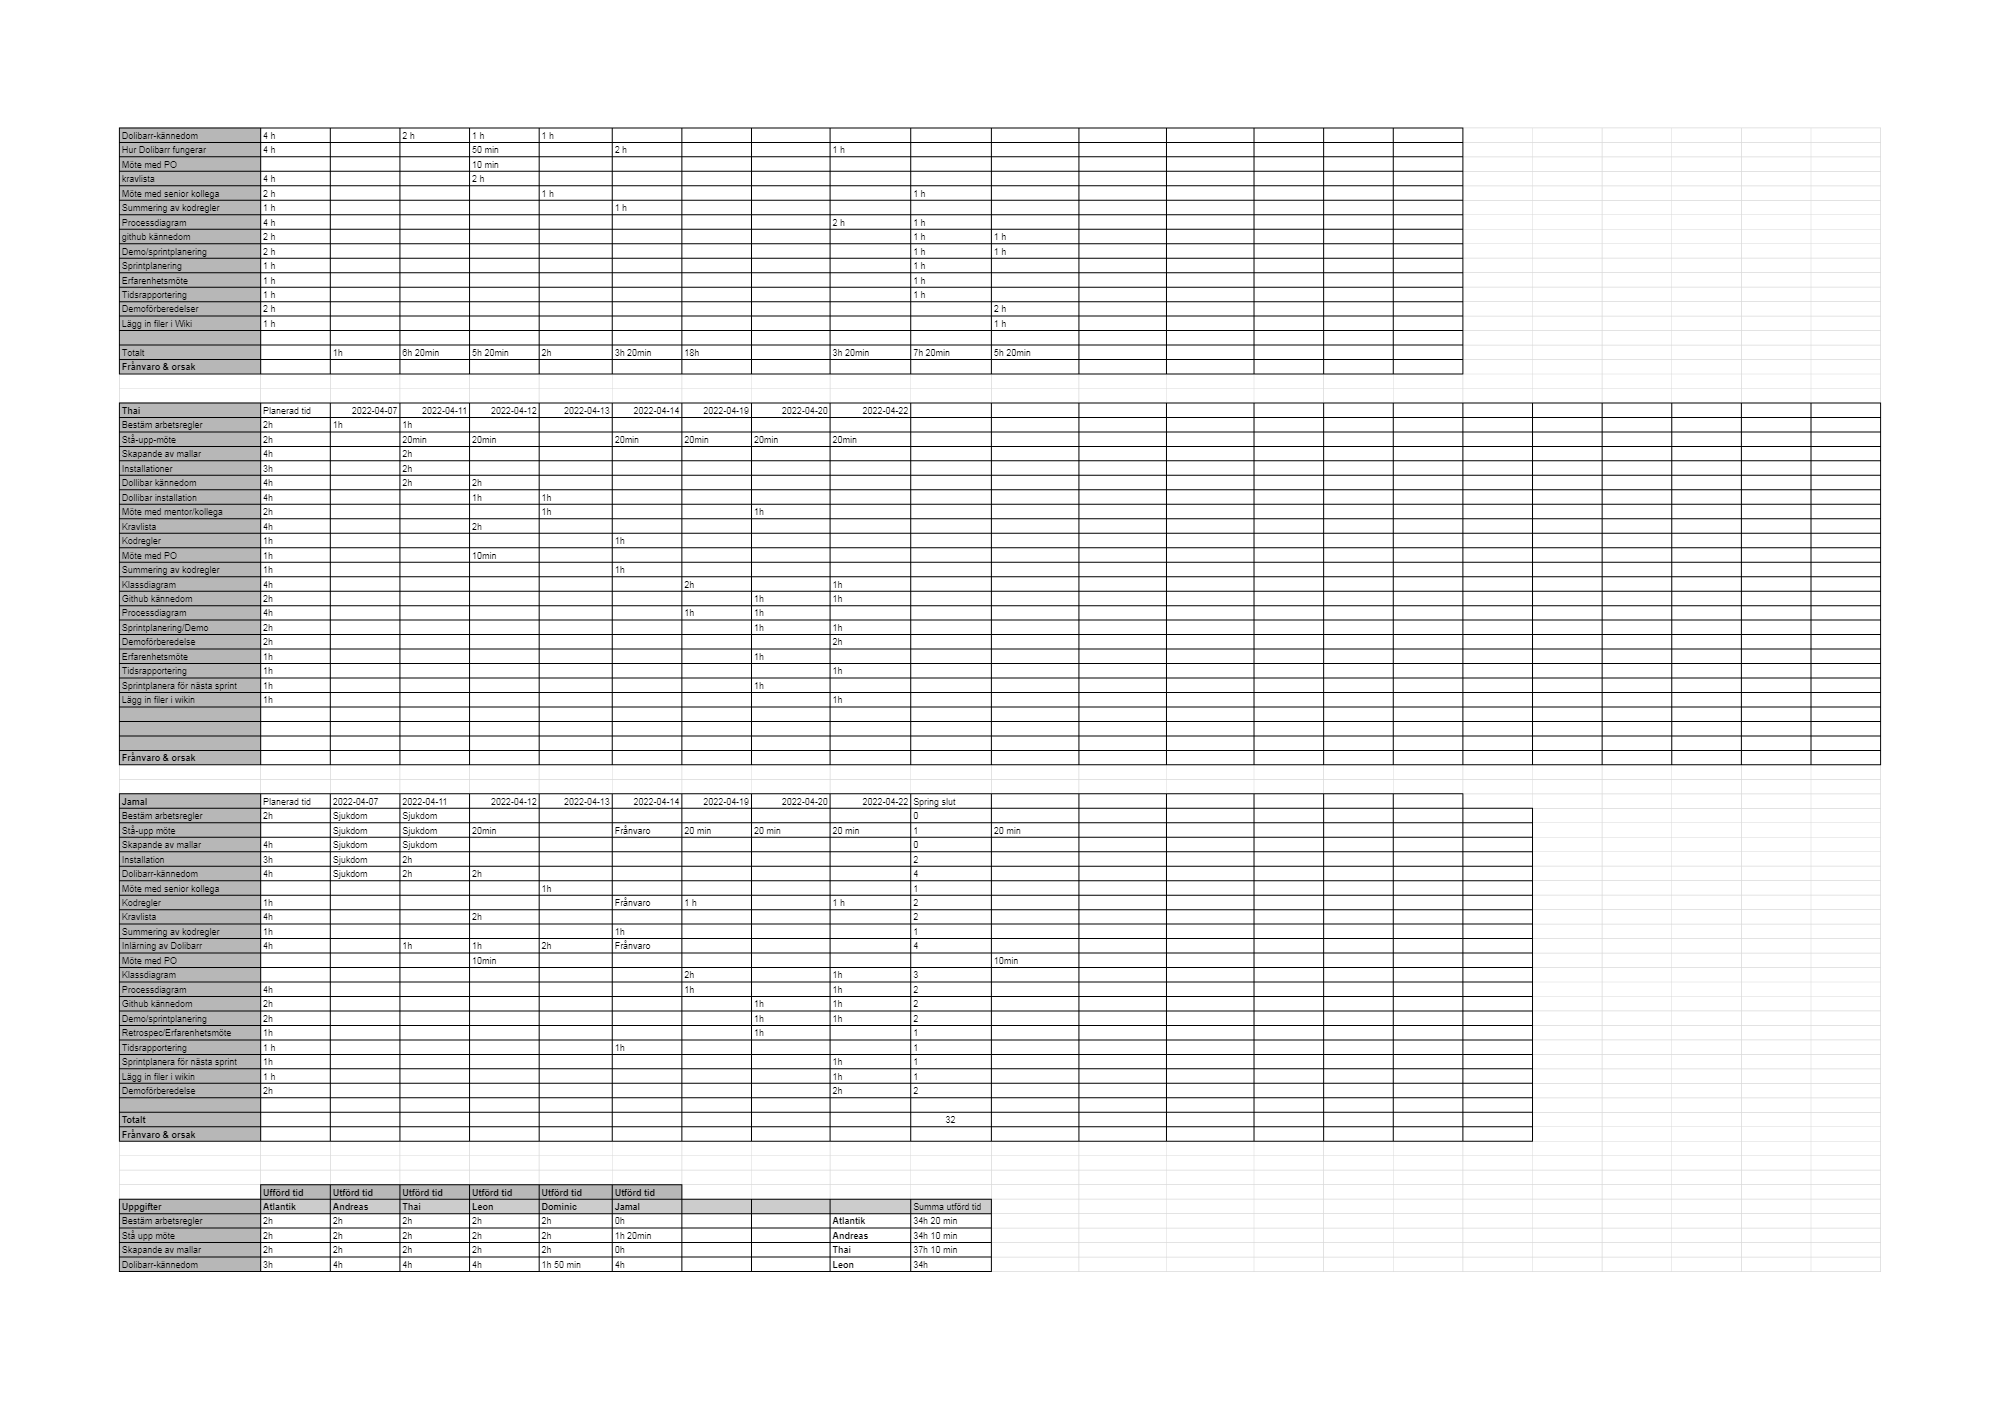 Dolibarr-kännedom 4 h 2 h 1 h 1 h
Hur Dolibarr fungerar 4 h 50 min 2 h 1 h
Möte med PO 10 min
kravlista 4 h 2 h
Möte med senior kollega 2 h 1 h 1 h
Summering av kodregler 1 h 1 h
Processdiagram 4 h 2 h 1 h
github kännedom 2 h 1 h 1 h
Demo/sprintplanering 2 h 1 h 1 h
Sprintplanering 1 h 1 h
Erfarenhetsmöte 1 h 1 h
Tidsrapportering 1 h 1 h
Demoförberedelser 2 h 2 h
Lägg in filer i Wiki 1 h 1 h
Totalt 1h 6h 20min 5h 20min 2h 3h 20min 18h 3h 20min 7h 20min 5h 20min
Frånvaro & orsak
Thai Planerad tid 2022-04-07 2022-04-11 2022-04-12 2022-04-13 2022-04-14 2022-04-19 2022-04-20 2022-04-22
Bestäm arbetsregler 2h 1h 1h
Stå-upp-möte 2h 20min 20min 20min 20min 20min 20min
Skapande av mallar 4h 2h
Installationer 3h 2h
Dollibar kännedom 4h 2h 2h
Dollibar installation 4h 1h 1h
Möte med mentor/kollega 2h 1h 1h
Kravlista 4h 2h
Kodregler 1h 1h
Möte med PO 1h 10min
Summering av kodregler 1h 1h
Klassdiagram 4h 2h 1h
Github kännedom 2h 1h 1h
Processdiagram 4h 1h 1h
Sprintplanering/Demo 2h 1h 1h
Demoförberedelse 2h 2h
Erfarenhetsmöte 1h 1h
Tidsrapportering 1h 1h
Sprintplanera för nästa sprint 1h 1h
Lägg in filer i wikin 1h 1h
Frånvaro & orsak
Jamal Planerad tid 2022-04-07 2022-04-11 2022-04-12 2022-04-13 2022-04-14 2022-04-19 2022-04-20 2022-04-22 Spring slut
Bestäm arbetsregler 2h Sjukdom Sjukdom 0
Stå-upp möte Sjukdom Sjukdom 20min Frånvaro 20 min 20 min 20 min 1 20 min
Skapande av mallar 4h Sjukdom Sjukdom 0
Installation 3h Sjukdom 2h 2
Dolibarr-kännedom 4h Sjukdom 2h 2h 4
Möte med senior kollega 1h 1
Kodregler 1h Frånvaro 1 h 1 h 2
Kravlista 4h 2h 2
Summering av kodregler 1h 1h 1
Inlärning av Dolibarr 4h 1h 1h 2h Frånvaro 4
Möte med PO 10min 10min
Klassdiagram 2h 1h 3
Processdiagram 4h 1h 1h 2
Github kännedom 2h 1h 1h 2
Demo/sprintplanering 2h 1h 1h 2
Retrospec/Erfarenhetsmöte 1h 1h 1
Tidsrapportering 1 h 1h 1
Sprintplanera för nästa sprint 1h 1h 1
Lägg in filer i wikin 1 h 1h 1
Demoförberedelse 2h 2h 2
Totalt 32
Frånvaro & orsak
Ufförd tid Utförd tid Utförd tid Utförd tid Utförd tid Utförd tid
Uppgifter Atlantik Andreas Thai Leon Dominic Jamal Summa utförd tid
Bestäm arbetsregler 2h 2h 2h 2h 2h 0h Atlantik 34h 20 min
Stå upp möte 2h 2h 2h 2h 2h 1h 20min Andreas 34h 10 min
Skapande av mallar 2h 2h 2h 2h 2h 0h Thai 37h 10 min
Dolibarr-kännedom 3h 4h 4h 4h 1h 50 min 4h Leon 34h